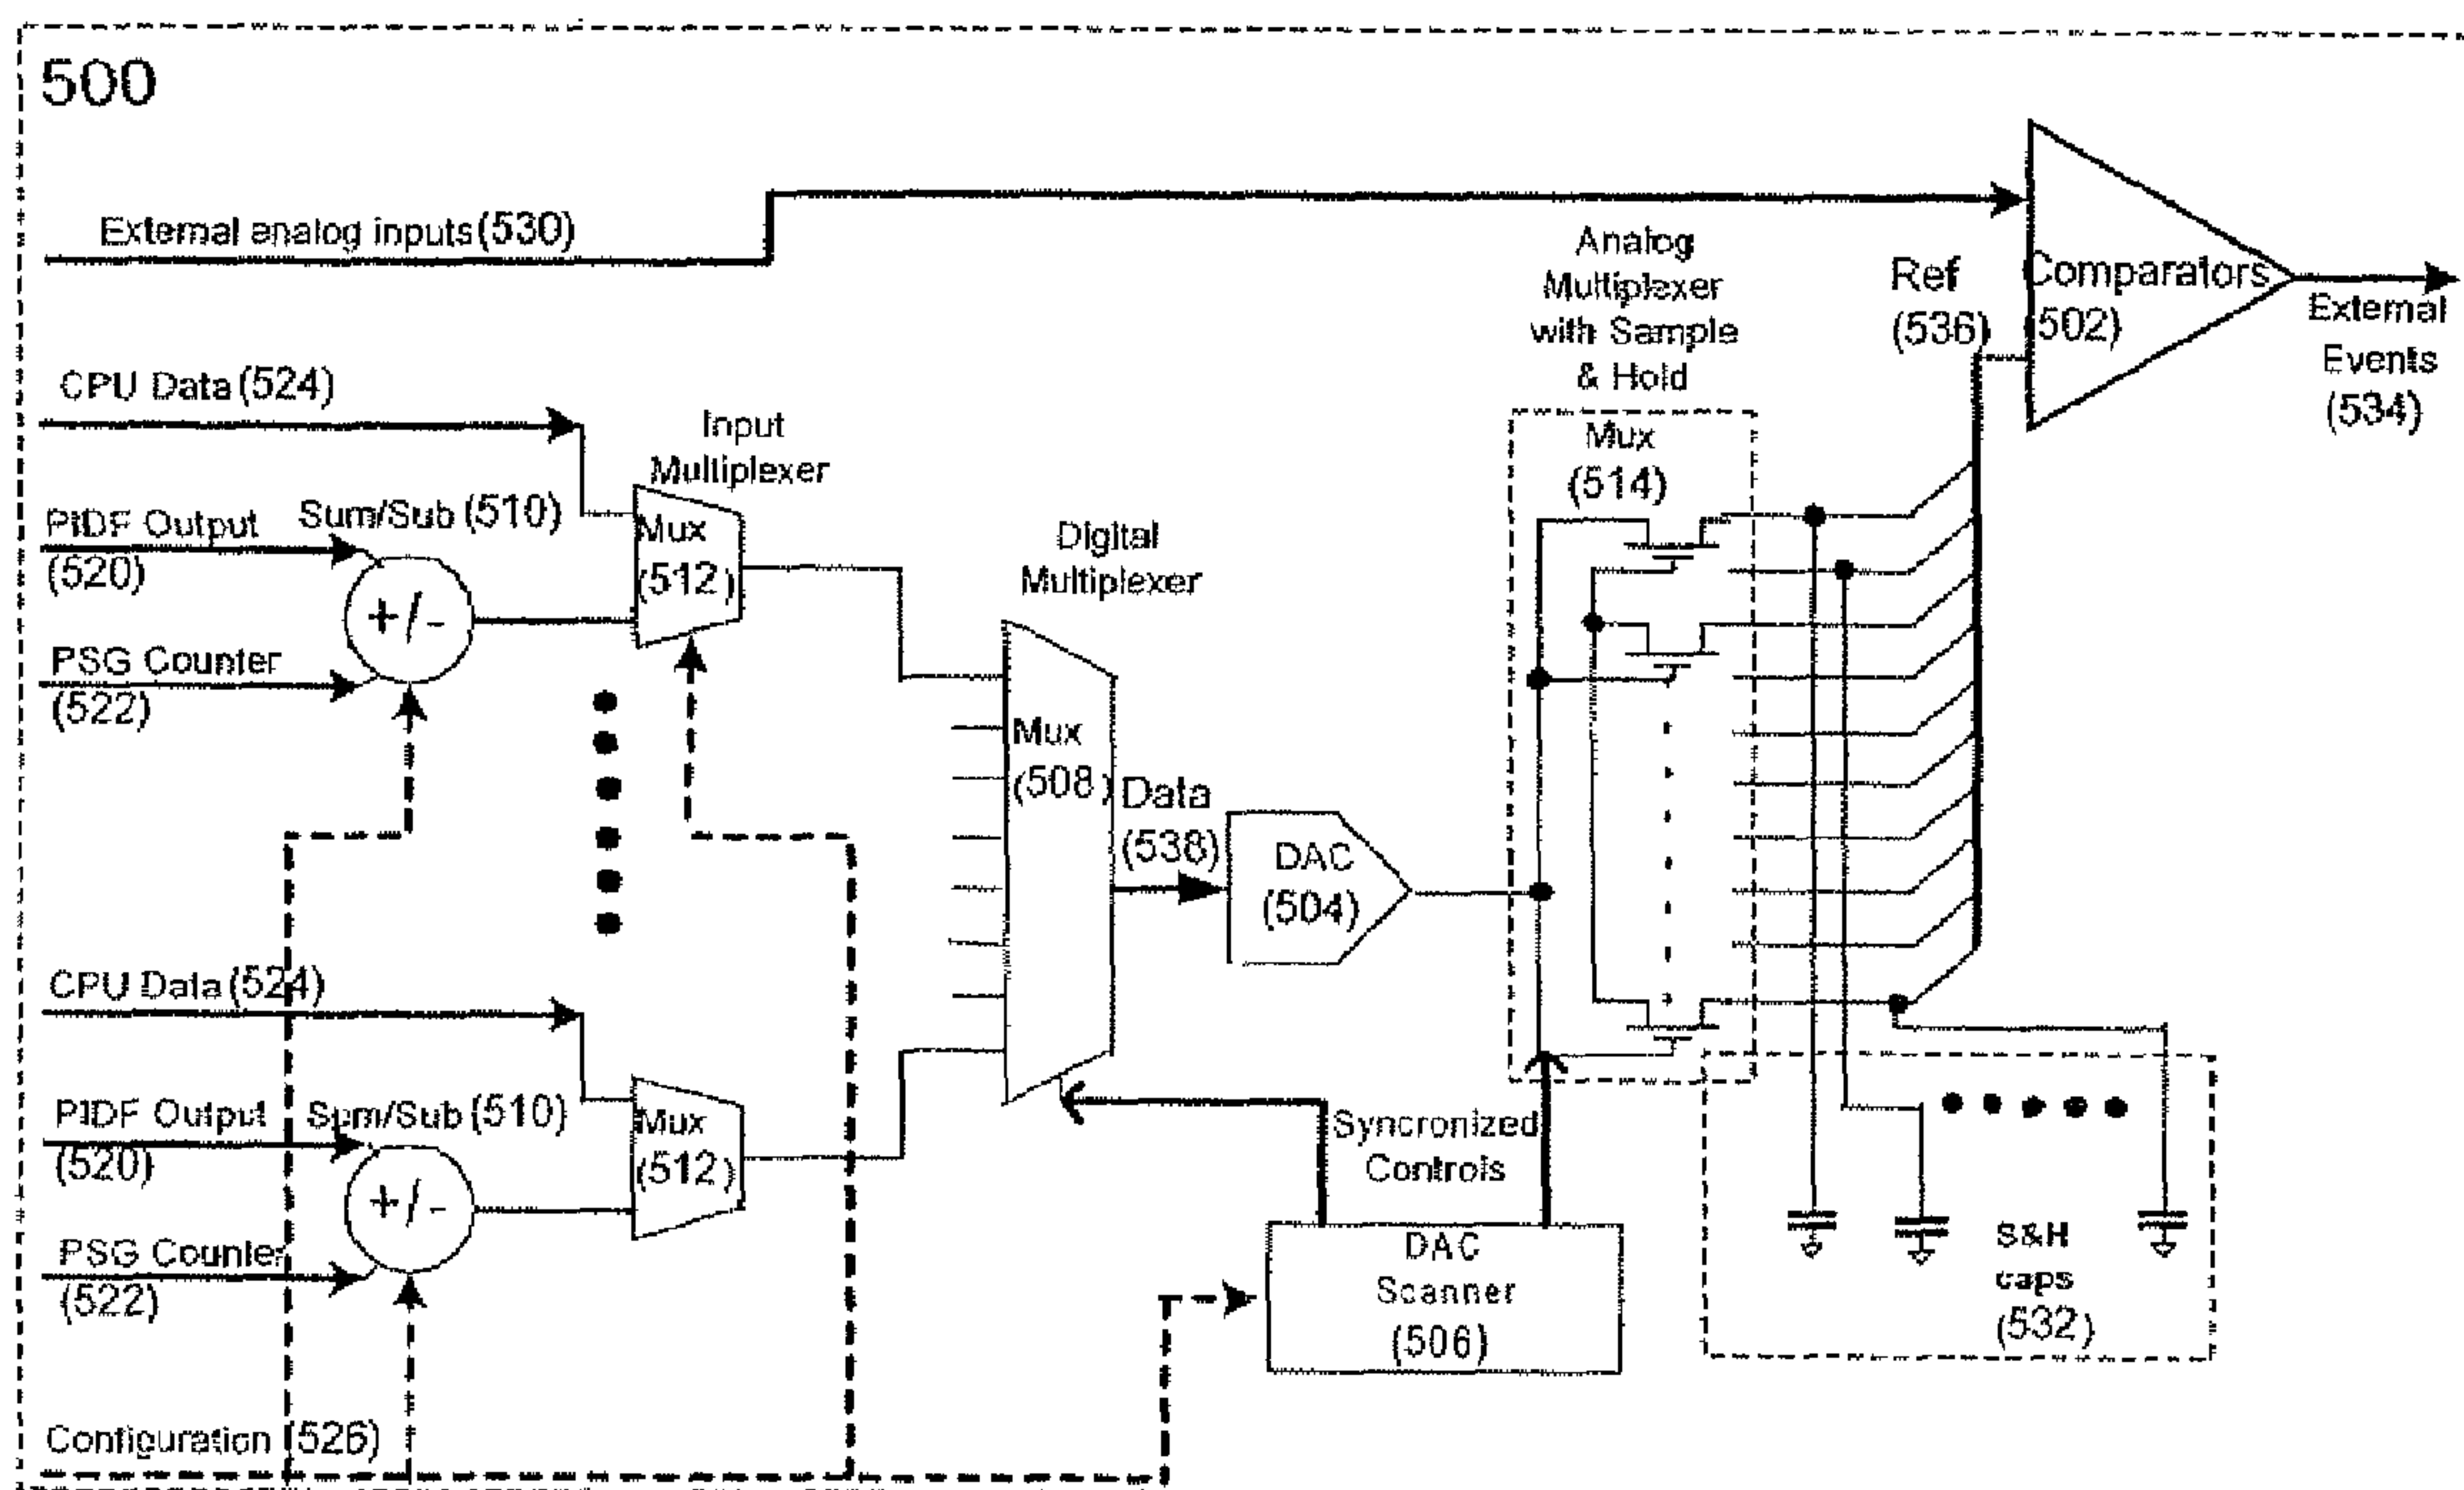 500
External analog inputs (530)
Analog
Multiplexer
with Sample
& Hold
Ref
(536)
Comparators
(502)
External
Events
(534)
CPU Data (524)
Input
Multiplexer
Mux
(514)
PIDF Output
(520)
Sum/Sub (510)
Mux
(512)
Digital
Multiplexer
+/-
PSG Counter
(522)
Mux
(508)
Data
(538)
DAC
(504)
CPU Data (524)
PIDF Output
(520)
Sum/Sub (510)
Mux
(512)
+/-
Syncronized
Controls
PSG Counter
(522)
DAC
Scanner
(506)
S&H
caps
(532)
Configuration (526)